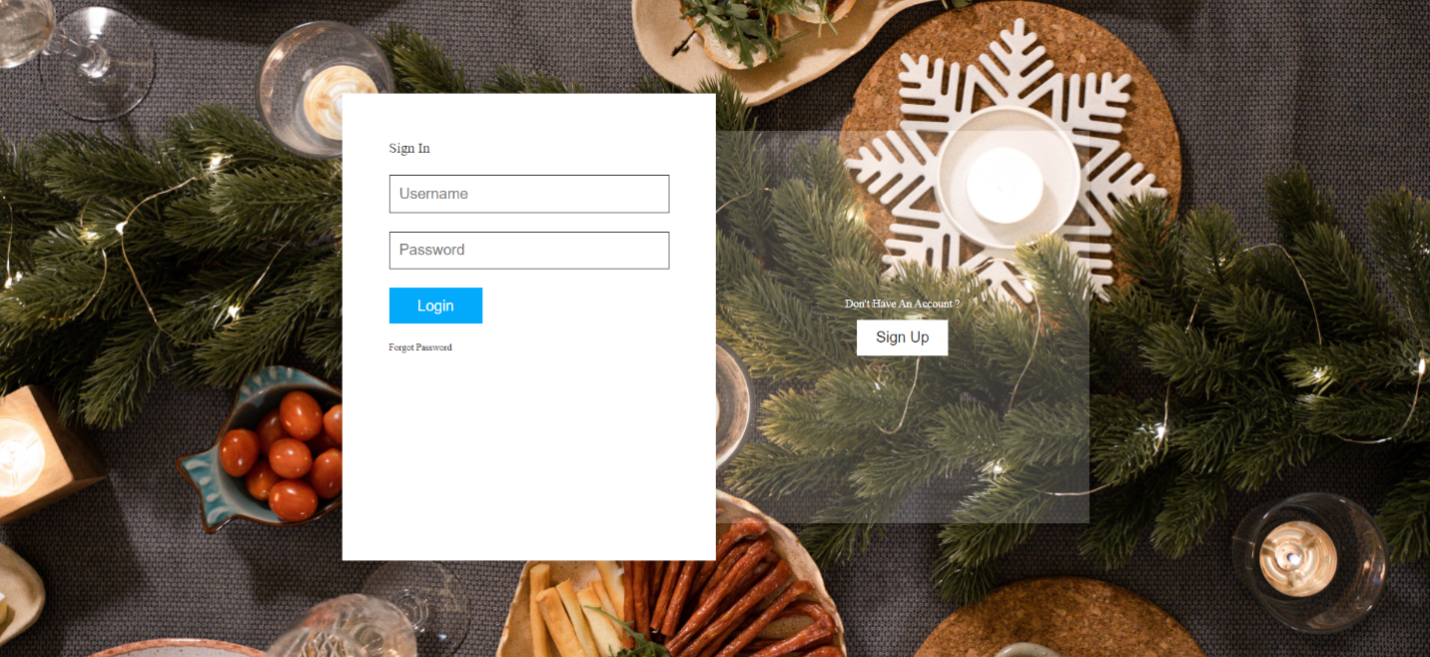 Sign In
Username
Password
Login
Forgot Password
Don't Have An Account ?
Sign Up